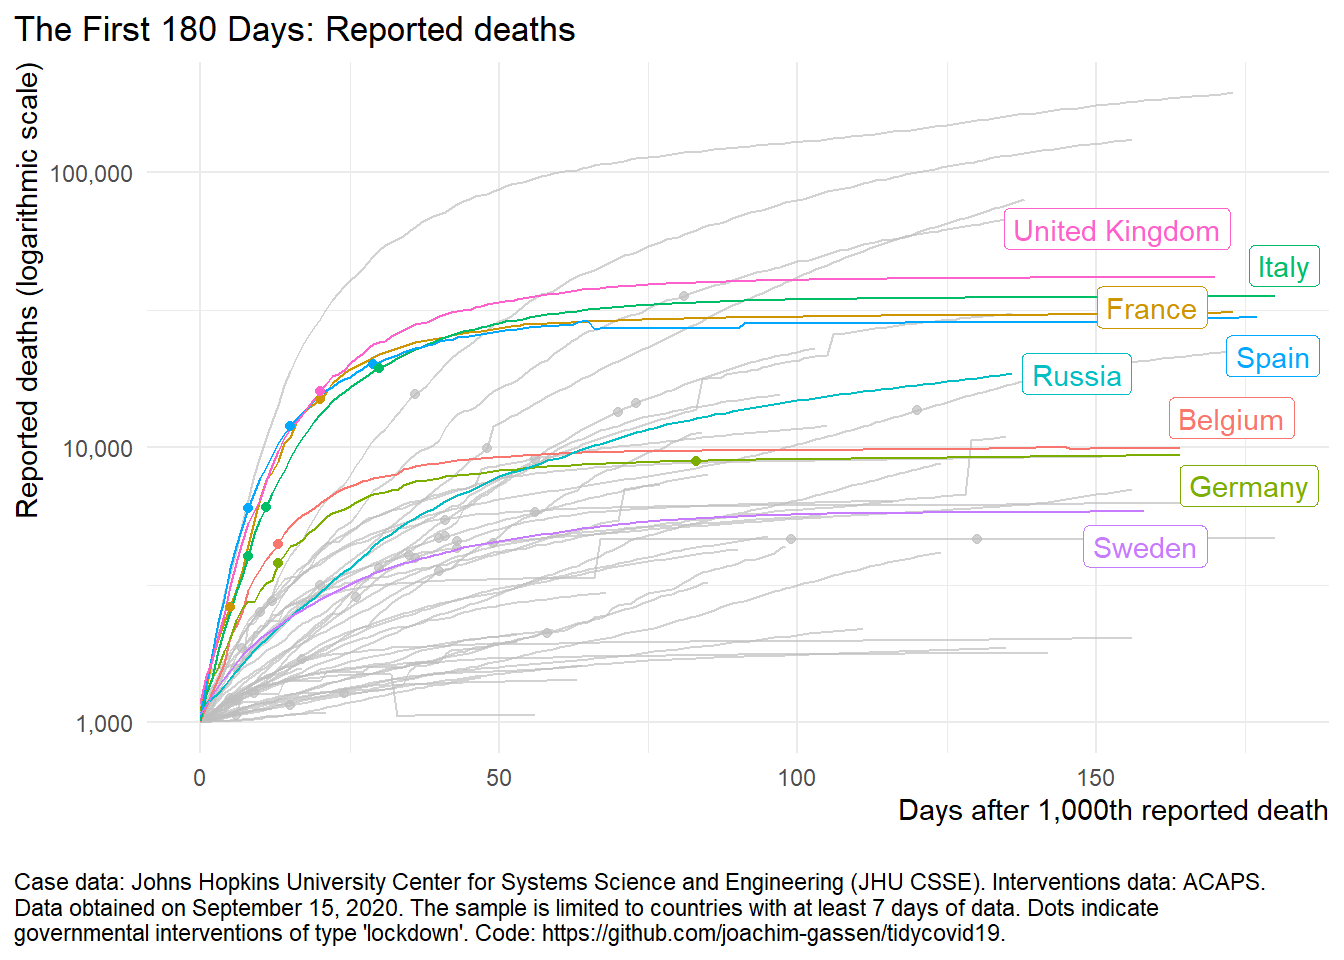 The First 180 Days: Reported deaths
Reported deaths (logarithmic scale)
100,000
10,000
1,000
United Kingdom
Italy
France
Spain
Russia
Belgium
Germany
Sweden
0
50
100
150
Days after 1,000th reported death
Case data: Johns Hopkins University Center for Systems Science and Engineering (JHU CSSE). Interventions data: ACAPS.
Data obtained on September 15, 2020. The sample is limited to countries with at least 7 days of data. Dots indicate
governmental interventions of type 'lockdown'. Code: https://github.com/joachim-gassen/tidycovid19.